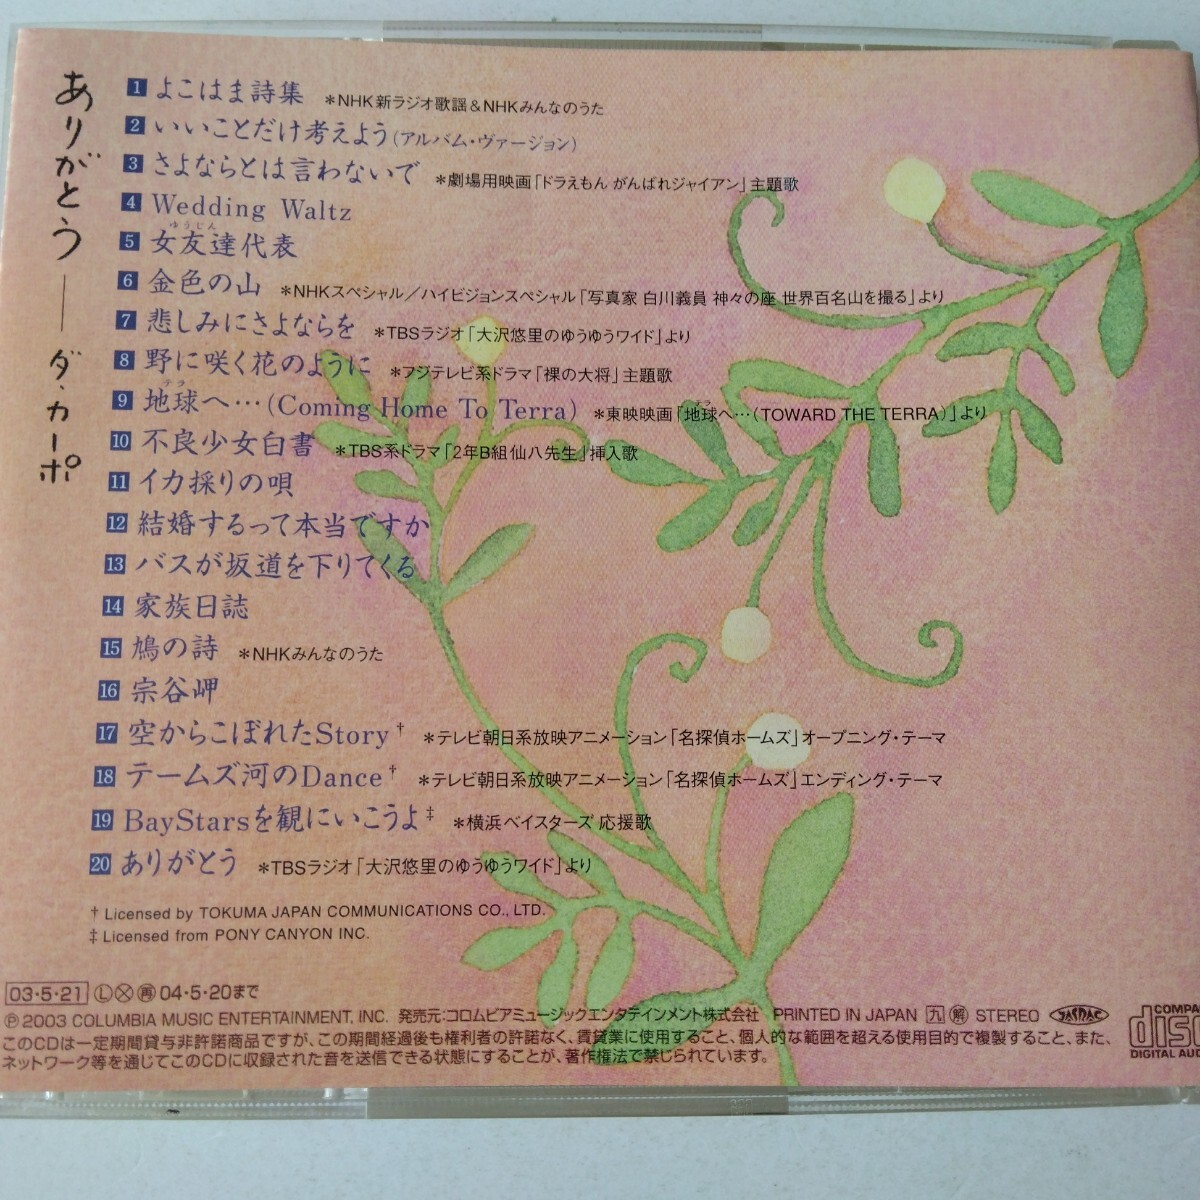 ありがとう――ダ・カーポ
1 よこはま詩集 *NHK新ラジオ歌謡&NHKみんなのうた
2 いいことだけ考えよう(アルバム・ヴァージョン)
3 さよならとは言わないで *劇場用映画「ドラえもん がんばれジャイアン」主題歌
4 Wedding Waltz
ゆうじん
5 女友達代表
6 金色の山 *NHKスペシャル/ハイビジョンスペシャル「写真家 白川義員 神々の座 世界百名山を撮る」より
7 悲しみにさよならを *TBSラジオ「大沢悠里のゆうゆうワイド」より
8 野に咲く花のように *フジテレビ系ドラマ「裸の大将」主題歌
テラ テラ
9 地球へ…(Coming Home To Terra) *東映映画「地球へ…(TOWARD THE TERRA)」より
10 不良少女白書 *TBS系ドラマ「2年B組仙八先生」挿入歌
11 イカ採りの唄
12 結婚するって本当ですか
13 バスが坂道を下りてくる
14 家族日誌
15 鳩の詩 *NHKみんなのうた
16 宗谷岬
17 空からこぼれたStory† *テレビ朝日系放映アニメーション「名探偵ホームズ」オープニング・テーマ
18 テームズ河のDance† *テレビ朝日系放映アニメーション「名探偵ホームズ」エンディング・テーマ
19 BayStarsを観にいこうよ‡ *横浜ベイスターズ 応援歌
20 ありがとう *TBSラジオ「大沢悠里のゆうゆうワイド」より
† Licensed by TOKUMA JAPAN COMMUNICATIONS CO., LTD.
‡ Licensed from PONY CANYON INC.
03・5・21 Ⓛ Ⓧ 再 04・5・20まで
℗2003 COLUMBIA MUSIC ENTERTAINMENT, INC. 発売元:コロムビアミュージックエンタテインメント株式会社 PRINTED IN JAPAN 九 解 STEREO JASRAC
このCDは一定期間貸与非許諾商品ですが、この期間経過後も権利者の許諾なく、賃貸業に使用すること、個人的な範囲を超える使用目的で複製すること、また、
ネットワーク等を通じてこのCDに収録された音を送信できる状態にすることが、著作権法で禁じられています。
COMPA
disc
DIGITAL AUD